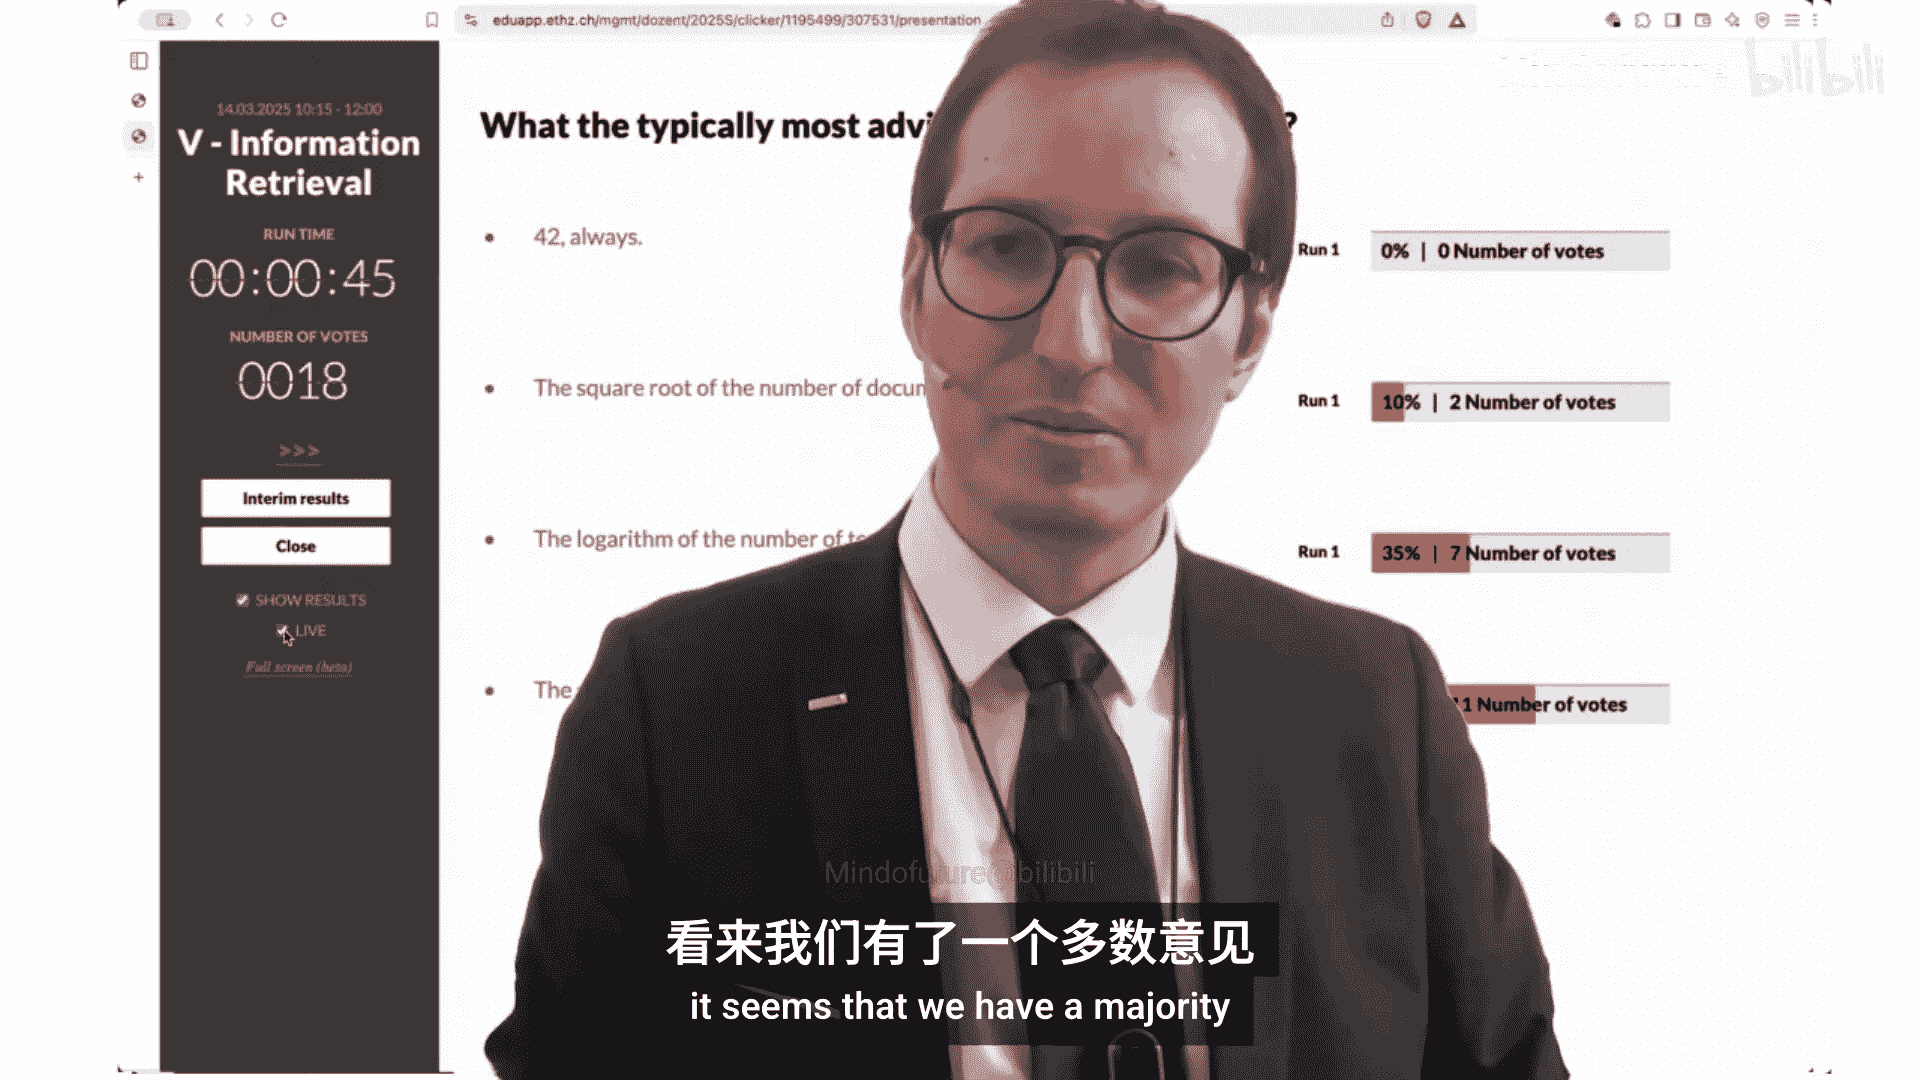 eduapp.ethz.ch/mgmt/dozent/2025S/clicker/1195499/307531/presentation
bilibili
14.03.2025 10:15 - 12:00
V - Information
Retrieval
RUN TIME
00:00:45
NUMBER OF VOTES
0018
>>>
Interim results
Close
SHOW RESULTS
LIVE
Full screen (beta)
What the typically most ?
42, always.
Run 1
0% | 0 Number of votes
The square root of the number of
Run 1
10% | 2 Number of votes
The logarithm of the number of
Run 1
35% | 7 Number of votes
The
1 Number of votes
Mindofuture@bilibili
看来我们有了一个多数意见
it seems that we have a majority